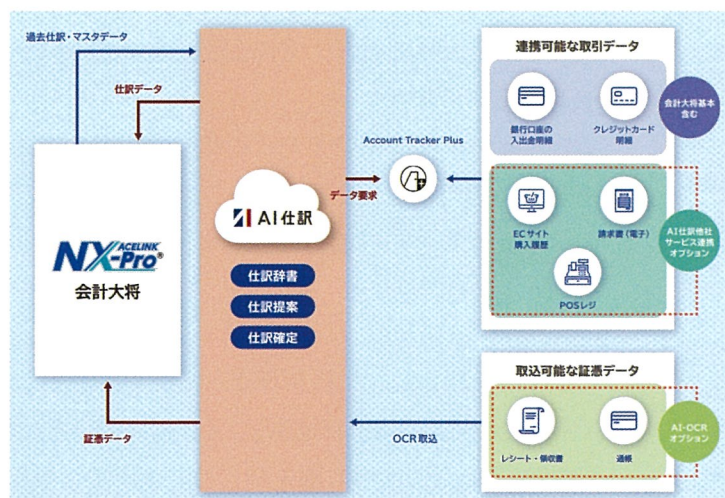 過去仕訳・マスタデータ
仕訳データ
ACELINK
NX-Pro®
会計大将
証憑データ
AI仕訳
仕訳辞書
仕訳提案
仕訳確定
Account Tracker Plus
データ要求
OCR取込
連携可能な取引データ
銀行口座の
入出金明細
クレジットカード
明細
会計大将基本
含む
ECサイト
購入履歴
請求書(電子)
POSレジ
AI仕訳他社
サービス連携
オプション
取込可能な証憑データ
レシート・領収書
通帳
AI-OCR
オプション